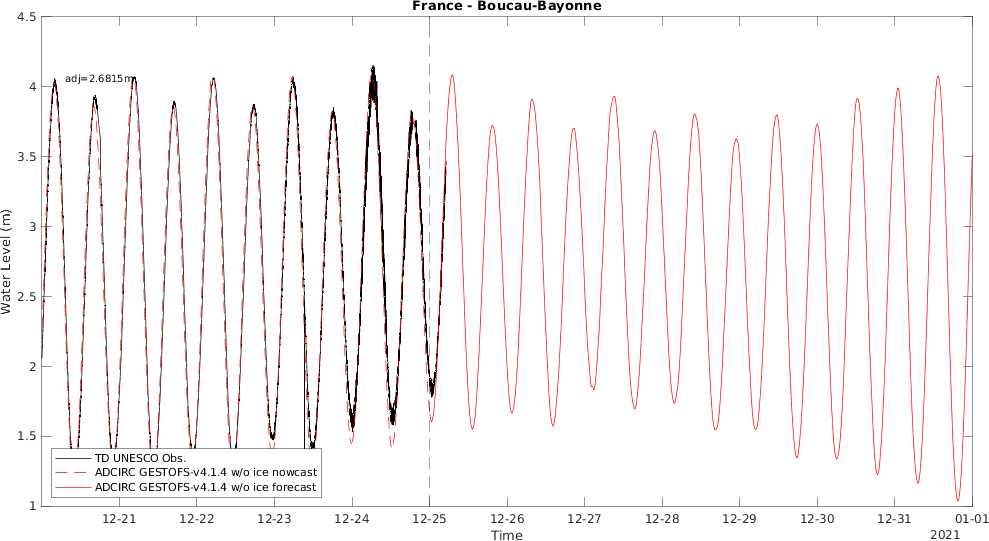 France - Boucau-Bayonne
adj=2.6815m
Water Level (m)
4.5
4
3.5
3
2.5
2
1.5
1
TD UNESCO Obs.
ADCIRC GESTOFS-v4.1.4 w/o ice nowcast
ADCIRC GESTOFS-v4.1.4 w/o ice forecast
12-21 12-22 12-23 12-24 12-25 12-26 12-27 12-28 12-29 12-30 12-31 01-01
Time
2021